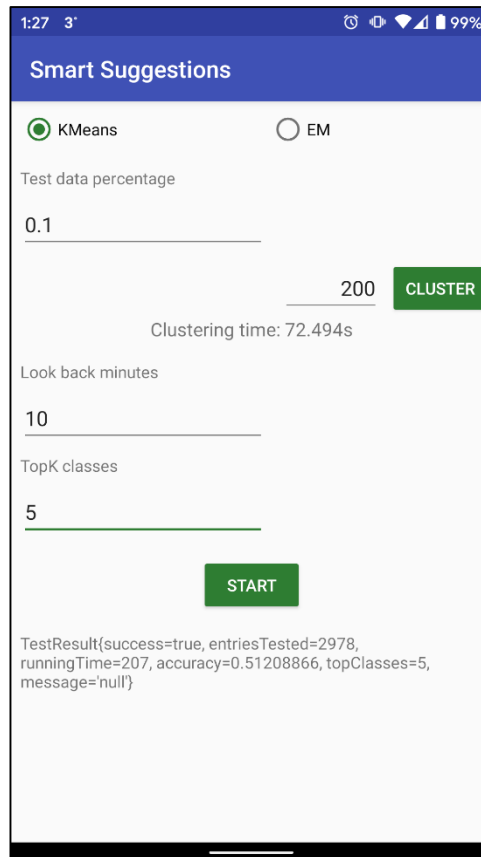 1:27 3° 99%
Smart Suggestions
KMeans EM
Test data percentage
0.1
200 CLUSTER
Clustering time: 72.494s
Look back minutes
10
TopK classes
5
START
TestResult{success=true, entriesTested=2978,
runningTime=207, accuracy=0.51208866, topClasses=5,
message='null'}